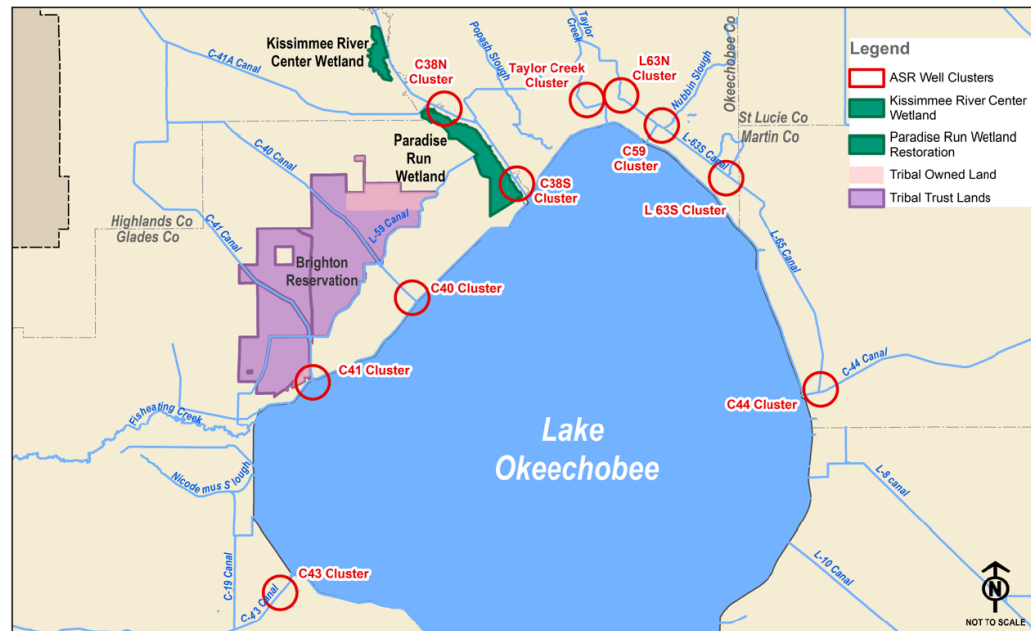 Kissimmee River
Center Wetland
C-41A Canal
C38N
Cluster
Popash Slough
Taylor
Creek
Taylor Creek
Cluster
L63N
Cluster
Nubbin Slough
Okeechobee Co
St Lucie Co
Martin Co
C-40 Canal
Paradise
Run
Wetland
C38S
Cluster
C59
Cluster
L-63S Canal
L 63S Cluster
Highlands Co
Glades Co
C-41 Canal
L-59 Canal
Brighton
Reservation
C40 Cluster
L-65 Canal
C41 Cluster
C-44 Canal
C44 Cluster
Fisheating Creek
Lake
Okeechobee
Nicodemus Slough
L-8 canal
C-19 Canal
C43 Cluster
C-43 Canal
L-10 Canal
Legend
ASR Well Clusters
Kissimmee River Center
Wetland
Paradise Run Wetland
Restoration
Tribal Owned Land
Tribal Trust Lands
N
NOT TO SCALE